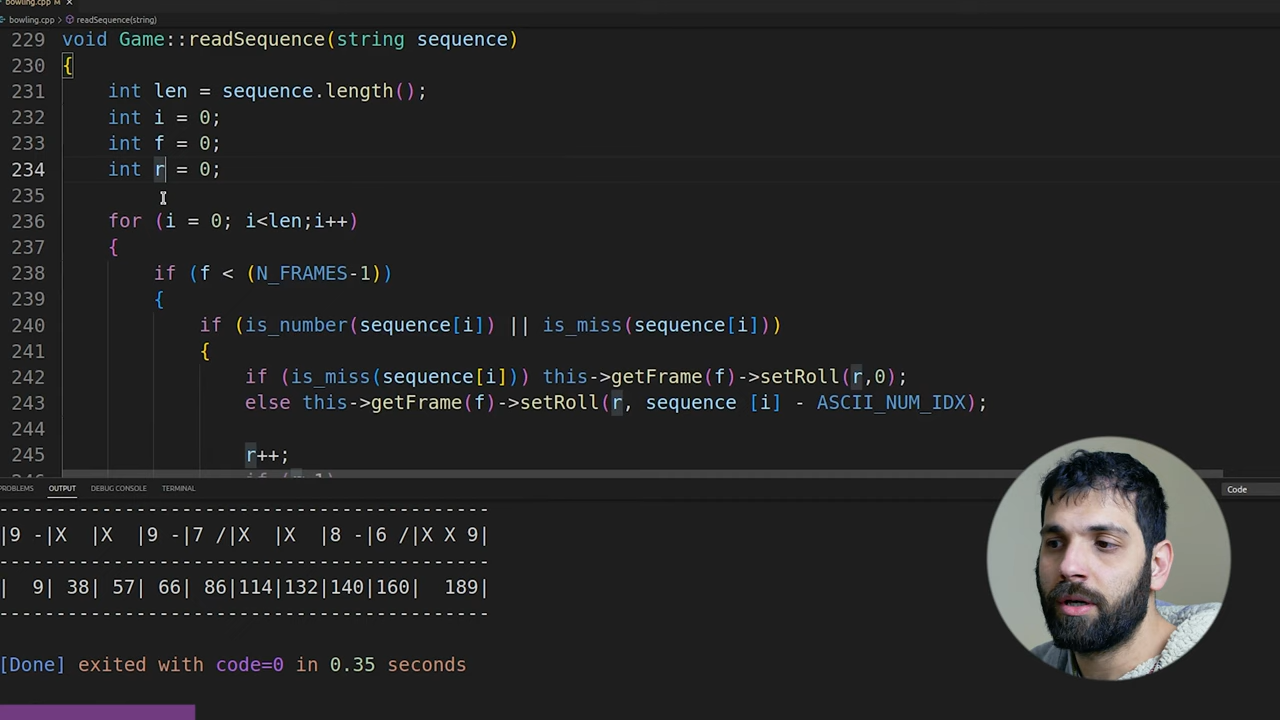 bowling.cpp M ×
bowling.cpp > readSequence(string)
229 void Game::readSequence(string sequence)
230 {
231 int len = sequence.length();
232 int i = 0;
233 int f = 0;
234 int r = 0;
235
236 for (i = 0; i<len;i++)
237 {
238 if (f < (N_FRAMES-1))
239 {
240 if (is_number(sequence[i]) || is_miss(sequence[i]))
241 {
242 if (is_miss(sequence[i])) this->getFrame(f)->setRoll(r,0);
243 else this->getFrame(f)->setRoll(r, sequence [i] - ASCII_NUM_IDX);
244
245 r++;
PROBLEMS OUTPUT DEBUG CONSOLE TERMINAL Code
-----------------------------------------
|9 -|X  |X  |9 -|7 /|X  |X  |8 -|6 /|X X 9|
-----------------------------------------
|  9| 38| 57| 66| 86|114|132|140|160|  189|
-----------------------------------------
[Done] exited with code=0 in 0.35 seconds